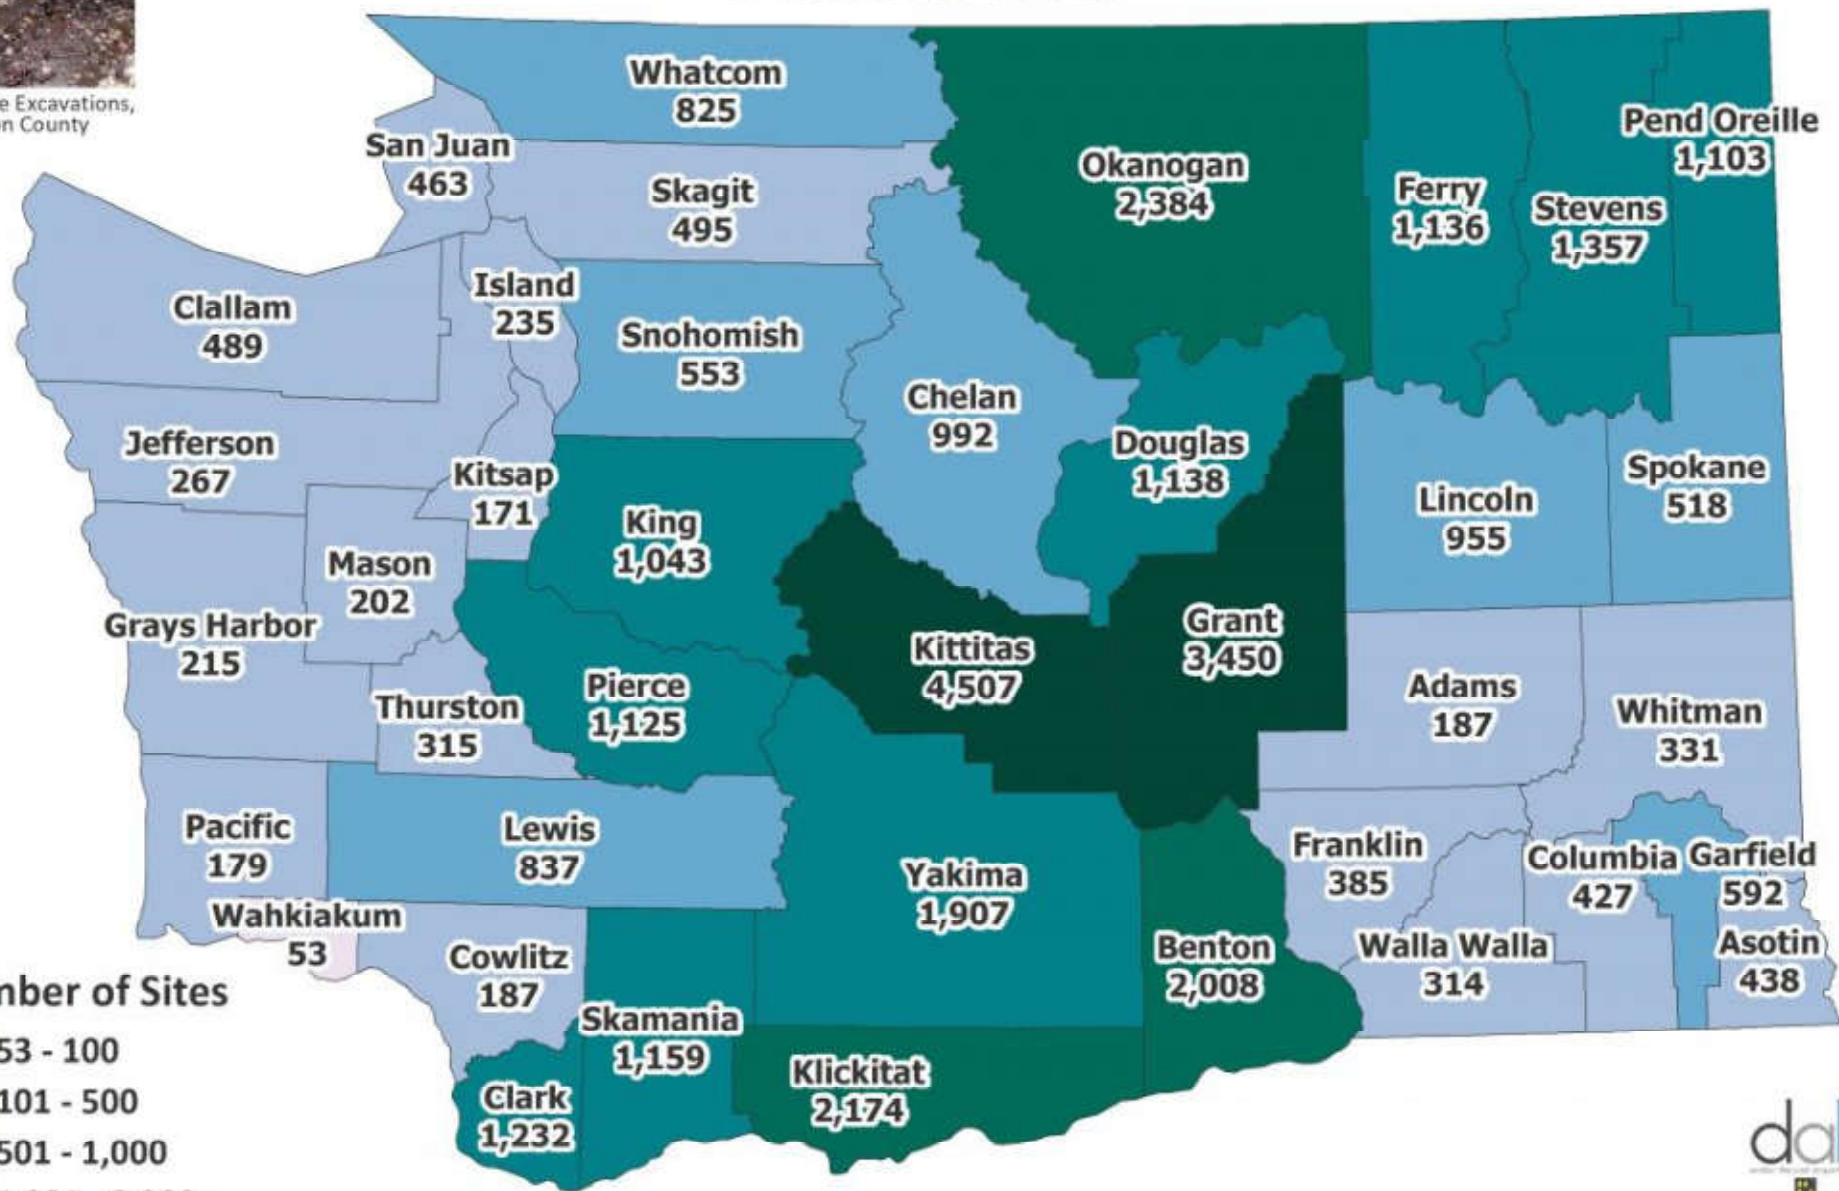 e Excavations,
n County
Whatcom
825
San Juan
463
Skagit
495
Okanogan
2,384
Ferry
1,136
Stevens
1,357
Pend Oreille
1,103
Clallam
489
Island
235
Snohomish
553
Chelan
992
Douglas
1,138
Jefferson
267
Kitsap
171
King
1,043
Lincoln
955
Spokane
518
Mason
202
Grays Harbor
215
Kittitas
4,507
Grant
3,450
Thurston
315
Pierce
1,125
Adams
187
Whitman
331
Pacific
179
Lewis
837
Yakima
1,907
Franklin
385
Columbia
427
Garfield
592
Wahkiakum
53
Cowlitz
187
Benton
2,008
Walla Walla
314
Asotin
438
Skamania
1,159
Klickitat
2,174
Clark
1,232
mber of Sites
53 - 100
101 - 500
501 - 1,000
da